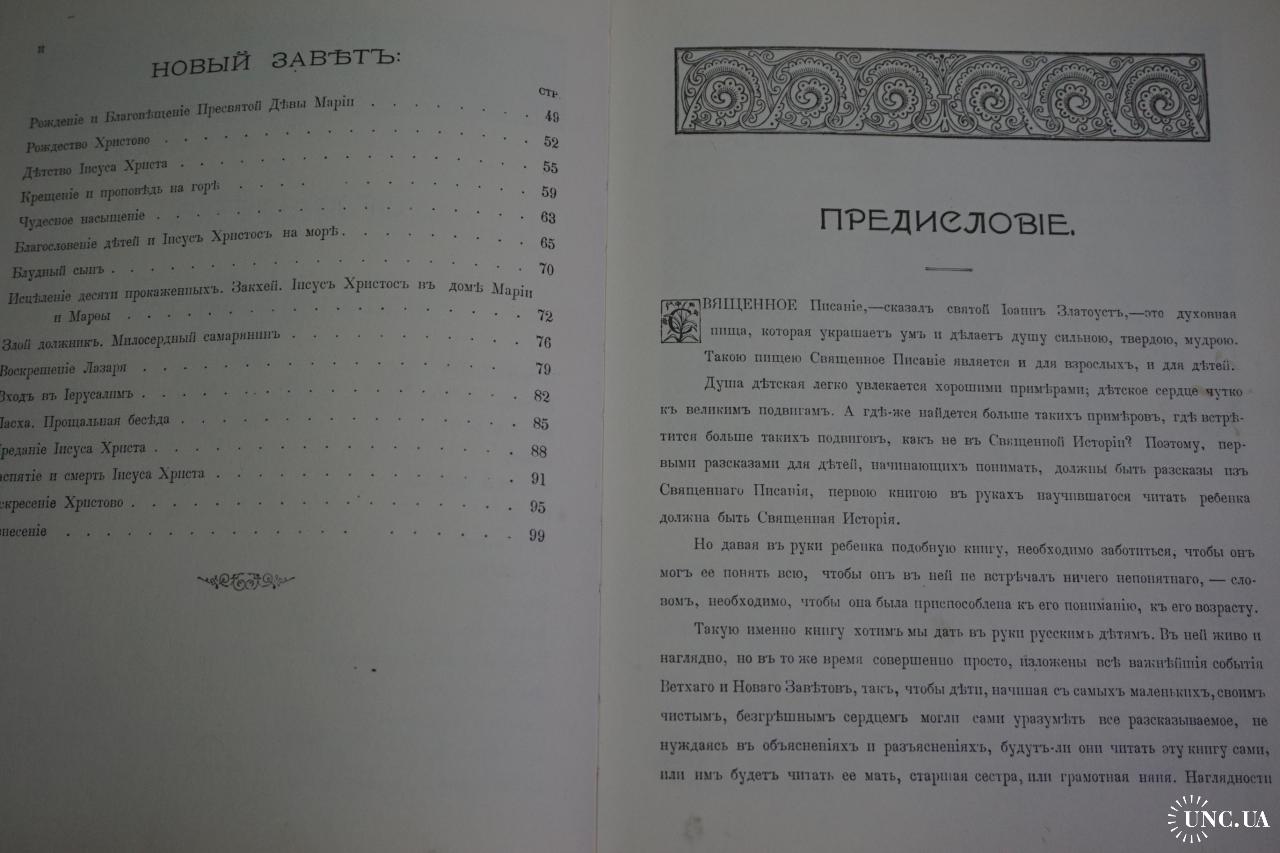 II
НОВЫЙ ЗАВѢТЪ:
СТР.
Рожденіе и Благовѣщеніе Пресвятой Дѣвы Маріи . . . . . . . 49
Рождество Христово . . . . . . . . . . . . . . . 52
Дѣтство Іисуса Христа . . . . . . . . . . . . . . 55
Крещеніе и проповѣдь на горѣ . . . . . . . . . . . 59
Чудесное насыщеніе . . . . . . . . . . . . . . . 63
Благословеніе дѣтей и Іисусъ Христосъ на морѣ . . . . . . . 65
Блудный сынъ . . . . . . . . . . . . . . . . . 70
Исцѣленіе десяти прокаженныхъ. Закхей. Іисусъ Христосъ въ домѣ Маріи
и Марѳы . . . . . . . . . . . . . . . . . 72
Злой должникъ. Милосердный самарянинъ . . . . . . . . . 76
Воскрешеніе Лазаря . . . . . . . . . . . . . . . 79
Входъ въ Іерусалимъ . . . . . . . . . . . . . . . 82
Пасха. Прощальная бесѣда . . . . . . . . . . . . . 85
реданіе Іисуса Христа . . . . . . . . . . . . . . 88
аспятіе и смерть Іисуса Христа . . . . . . . . . . . 91
скресеніе Христово . . . . . . . . . . . . . . . 95
несеніе . . . . . . . . . . . . . . . . . . . 99
ПРЕДИСЛОВІЕ.
СВЯЩЕННОЕ Писаніе,—сказалъ святой Іоаннъ Златоустъ,—это духовная
пища, которая украшаетъ умъ и дѣлаетъ душу сильною, твердою, мудрою.
Такою пищею Священное Писаніе является и для взрослыхъ, и для дѣтей.
Душа дѣтская легко увлекается хорошими примѣрами; дѣтское сердце чутко
къ великимъ подвигамъ. А гдѣ-же найдется больше такихъ примѣровъ, гдѣ встрѣ-
тится больше такихъ подвиговъ, какъ не въ Священной Исторіи? Поэтому, пер-
выми разсказами для дѣтей, начинающихъ понимать, должны быть разсказы изъ
Священнаго Писанія, первою книгою въ рукахъ научившагося читать ребенка
должна быть Священная Исторія.
Но давая въ руки ребенка подобную книгу, необходимо заботиться, чтобы онъ
могъ ее понять всю, чтобы онъ въ ней не встрѣчалъ ничего непонятнаго, — сло-
вомъ, необходимо, чтобы она была приспособлена къ его пониманію, къ его возрасту.
Такую именно книгу хотимъ мы дать въ руки русскимъ дѣтямъ. Въ ней живо и
наглядно, но въ то же время совершенно просто, изложены всѣ важнѣйшія событія
Ветхаго и Новаго Завѣтовъ, такъ, чтобы дѣти, начиная съ самыхъ маленькихъ, своимъ
чистымъ, безгрѣшнымъ сердцемъ могли сами уразумѣть все разсказываемое, не
нуждаясь въ объясненіяхъ и разъясненіяхъ, будутъ-ли они читать эту книгу сами,
или имъ будетъ читать ее мать, старшая сестра, или грамотная няня. Наглядности
UNC.UA